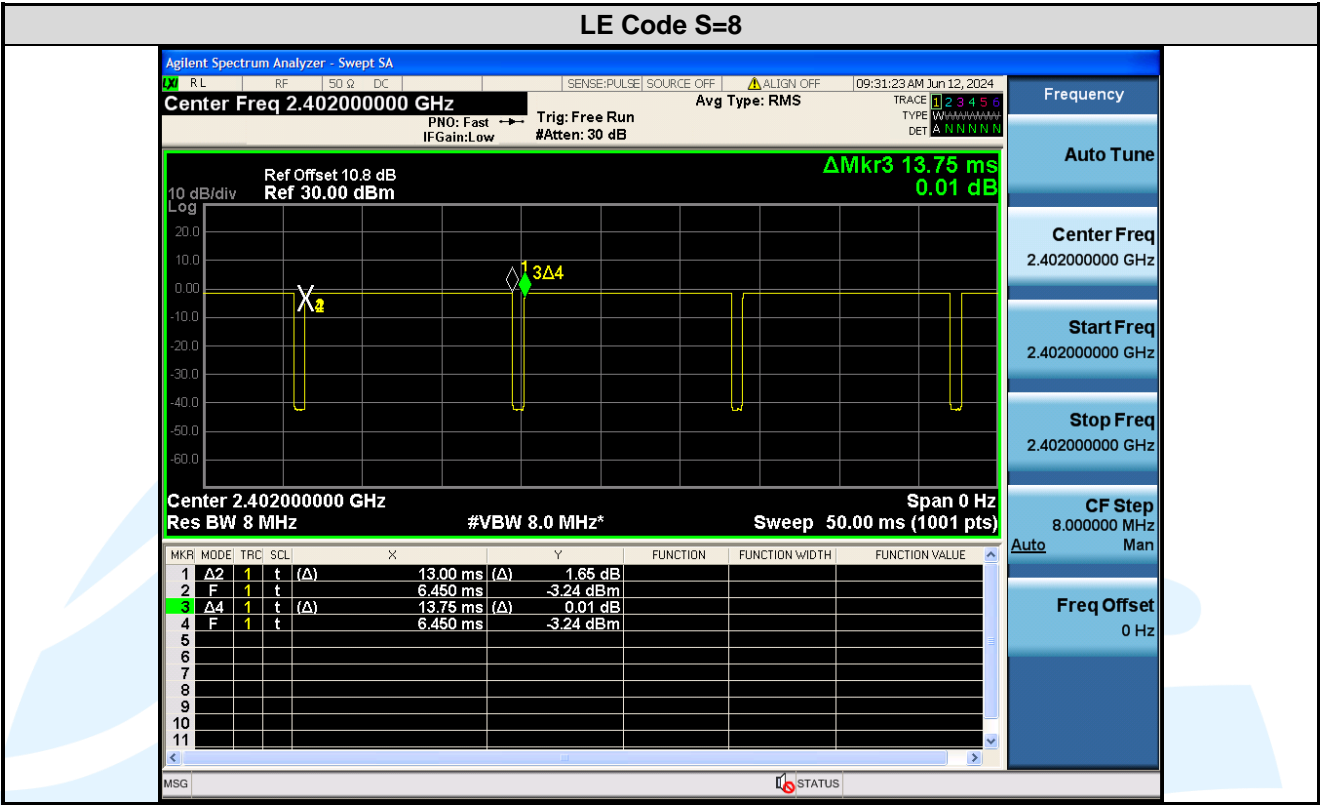 LE Code S=8
Agilent Spectrum Analyzer - Swept SA
LXI RL RF 50 Ω DC SENSE:PULSE SOURCE OFF ALIGN OFF 09:31:23 AM Jun 12, 2024
Center Freq 2.402000000 GHz Avg Type: RMS TRACE 1 2 3 4 5 6
PNO: Fast Trig: Free Run TYPE W
IFGain:Low #Atten: 30 dB DET A N N N N N
ΔMkr3 13.75 ms
0.01 dB
Ref Offset 10.8 dB
10 dB/div Ref 30.00 dBm
Log
20.0
10.0
0.00
-10.0
-20.0
-30.0
-40.0
-50.0
-60.0
1
3Δ4
Center 2.402000000 GHz Span 0 Hz
Res BW 8 MHz #VBW 8.0 MHz* Sweep 50.00 ms (1001 pts)
MKR MODE TRC SCL X Y FUNCTION FUNCTION WIDTH FUNCTION VALUE
1 Δ2 1 t (Δ) 13.00 ms (Δ) 1.65 dB
2 F 1 t 6.450 ms -3.24 dBm
3 Δ4 1 t (Δ) 13.75 ms (Δ) 0.01 dB
4 F 1 t 6.450 ms -3.24 dBm
5
6
7
8
9
10
11
MSG STATUS
Frequency
Auto Tune
Center Freq
2.402000000 GHz
Start Freq
2.402000000 GHz
Stop Freq
2.402000000 GHz
CF Step
8.000000 MHz
Auto Man
Freq Offset
0 Hz